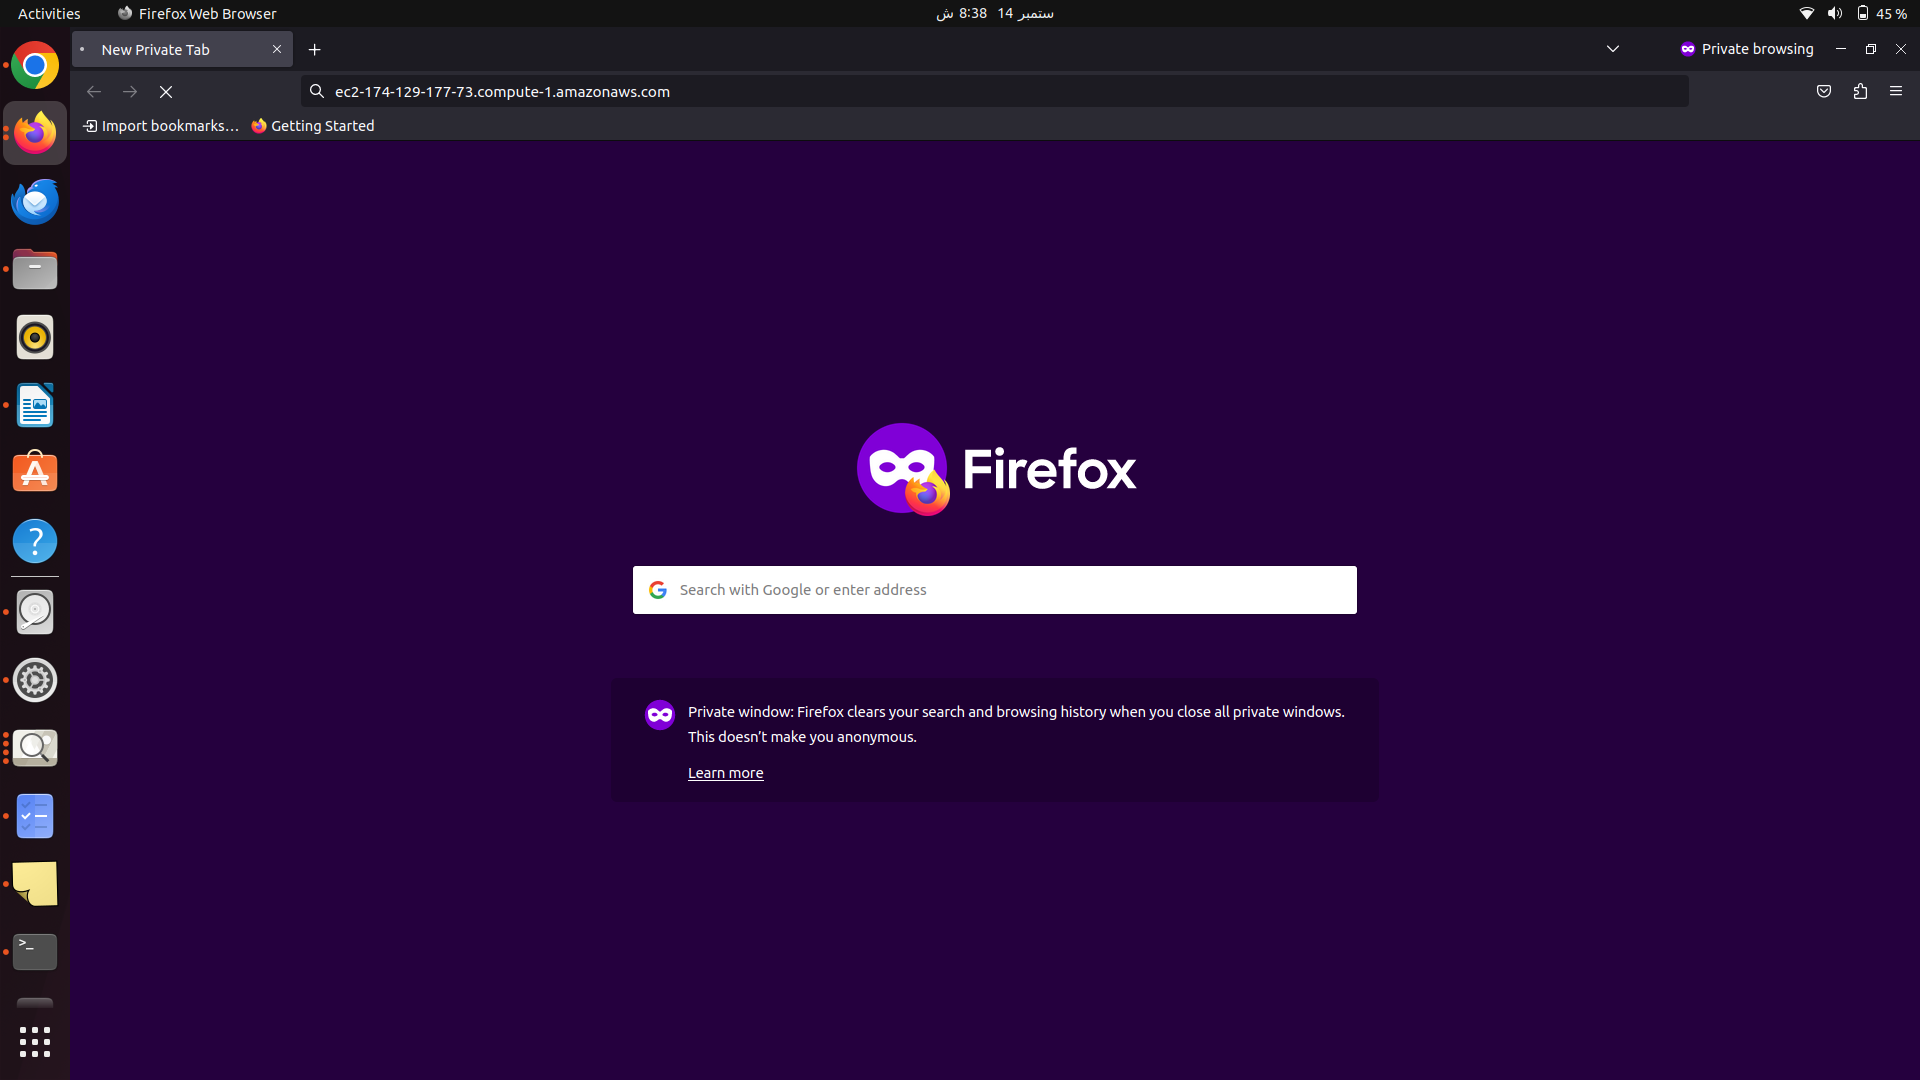 Activities
Firefox Web Browser
ستمبر 14 8:38 ش
45 %
New Private Tab
Private browsing
ec2-174-129-177-73.compute-1.amazonaws.com
Import bookmarks...
Getting Started
Firefox
Search with Google or enter address
Private window: Firefox clears your search and browsing history when you close all private windows.
This doesn't make you anonymous.
Learn more